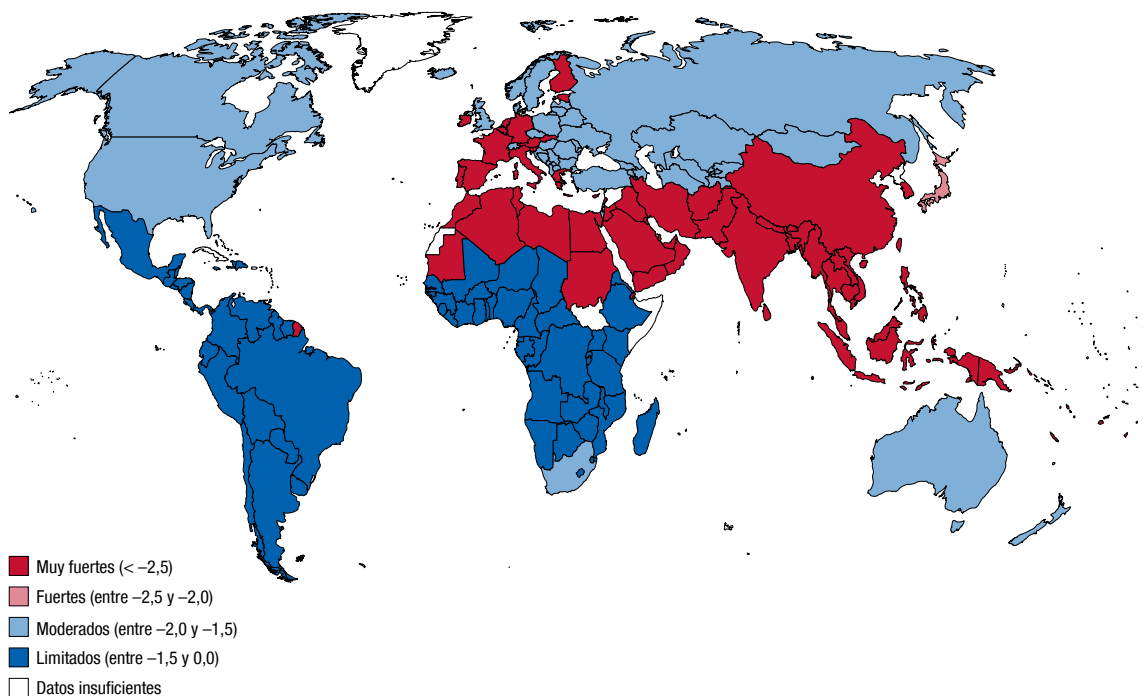 Muy fuertes (< –2,5)
Fuertes (entre –2,5 y –2,0)
Moderados (entre –2,0 y –1,5)
Limitados (entre –1,5 y 0,0)
Datos insuficientes